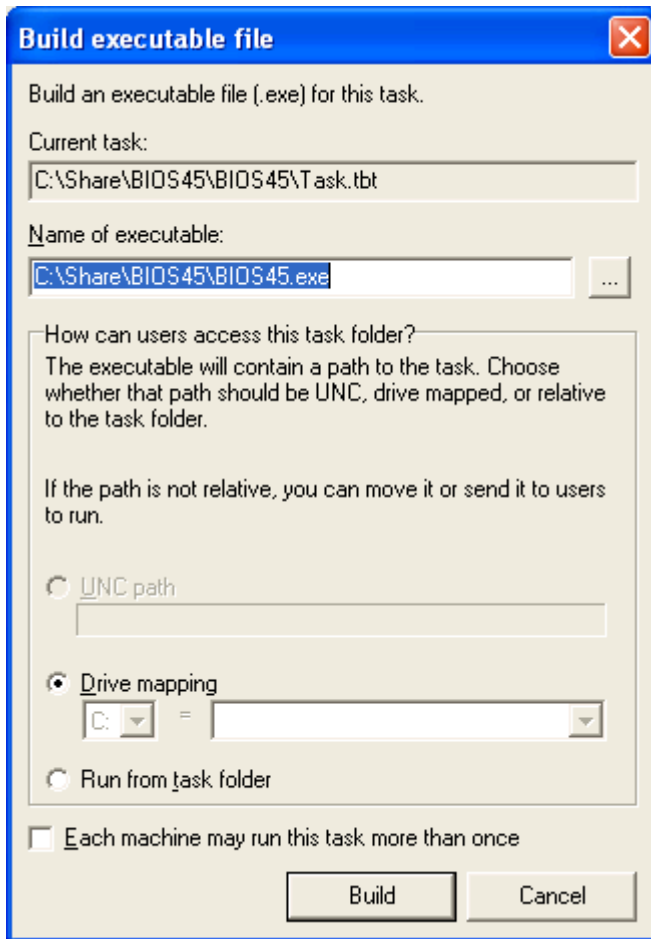 Build executable file
Build an executable file (.exe) for this task.
Current task:
C:\Share\BIOS45\BIOS45\Task.tbt
Name of executable:
C:\Share\BIOS45\BIOS45.exe
...
How can users access this task folder?
The executable will contain a path to the task. Choose
whether that path should be UNC, drive mapped, or relative
to the task folder.
If the path is not relative, you can move it or send it to users
to run.
UNC path
Drive mapping
C: =
Run from task folder
Each machine may run this task more than once
Build Cancel